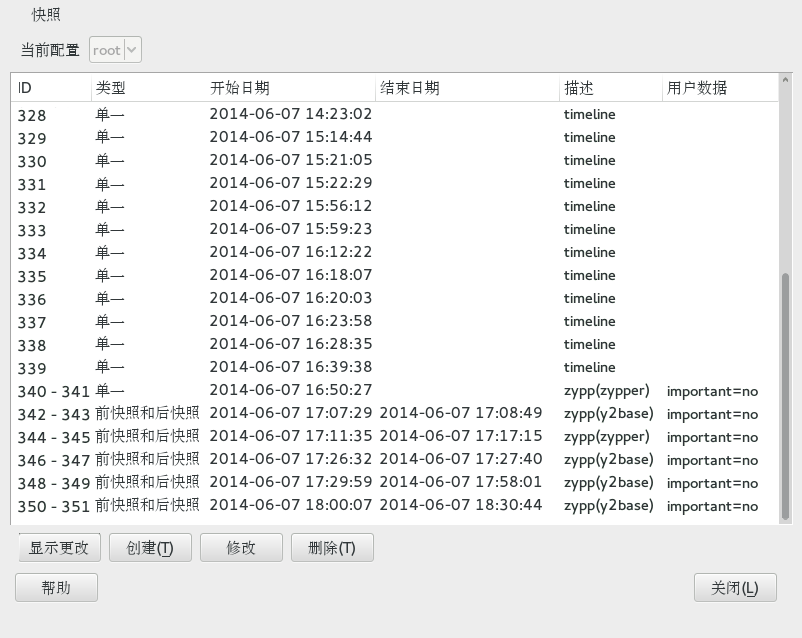 快照
当前配置 root
ID 类型 开始日期 结束日期 描述 用户数据
328 单一 2014-06-07 14:23:02 timeline
329 单一 2014-06-07 15:14:44 timeline
330 单一 2014-06-07 15:21:05 timeline
331 单一 2014-06-07 15:22:29 timeline
332 单一 2014-06-07 15:56:12 timeline
333 单一 2014-06-07 15:59:23 timeline
334 单一 2014-06-07 16:12:22 timeline
335 单一 2014-06-07 16:18:07 timeline
336 单一 2014-06-07 16:20:03 timeline
337 单一 2014-06-07 16:23:58 timeline
338 单一 2014-06-07 16:28:35 timeline
339 单一 2014-06-07 16:39:38 timeline
340 - 341 单一 2014-06-07 16:50:27 zypp(zypper) important=no
342 - 343 前快照和后快照 2014-06-07 17:07:29 2014-06-07 17:08:49 zypp(y2base) important=no
344 - 345 前快照和后快照 2014-06-07 17:11:35 2014-06-07 17:17:15 zypp(zypper) important=no
346 - 347 前快照和后快照 2014-06-07 17:26:32 2014-06-07 17:27:40 zypp(y2base) important=no
348 - 349 前快照和后快照 2014-06-07 17:29:59 2014-06-07 17:58:01 zypp(y2base) important=no
350 - 351 前快照和后快照 2014-06-07 18:00:07 2014-06-07 18:30:44 zypp(y2base) important=no
显示更改 创建(T) 修改 删除(T)
帮助 关闭(L)